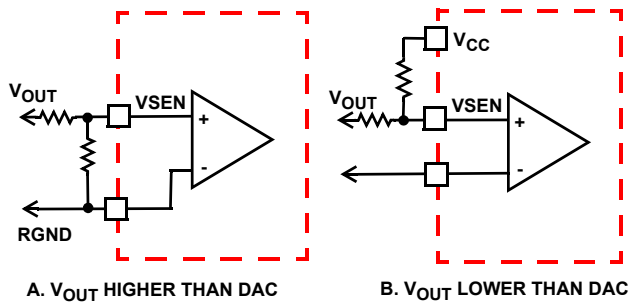 VCC
VOUT
VSEN
+
-
RGND
VOUT
VSEN
+
-
A. VOUT HIGHER THAN DAC
B. VOUT LOWER THAN DAC